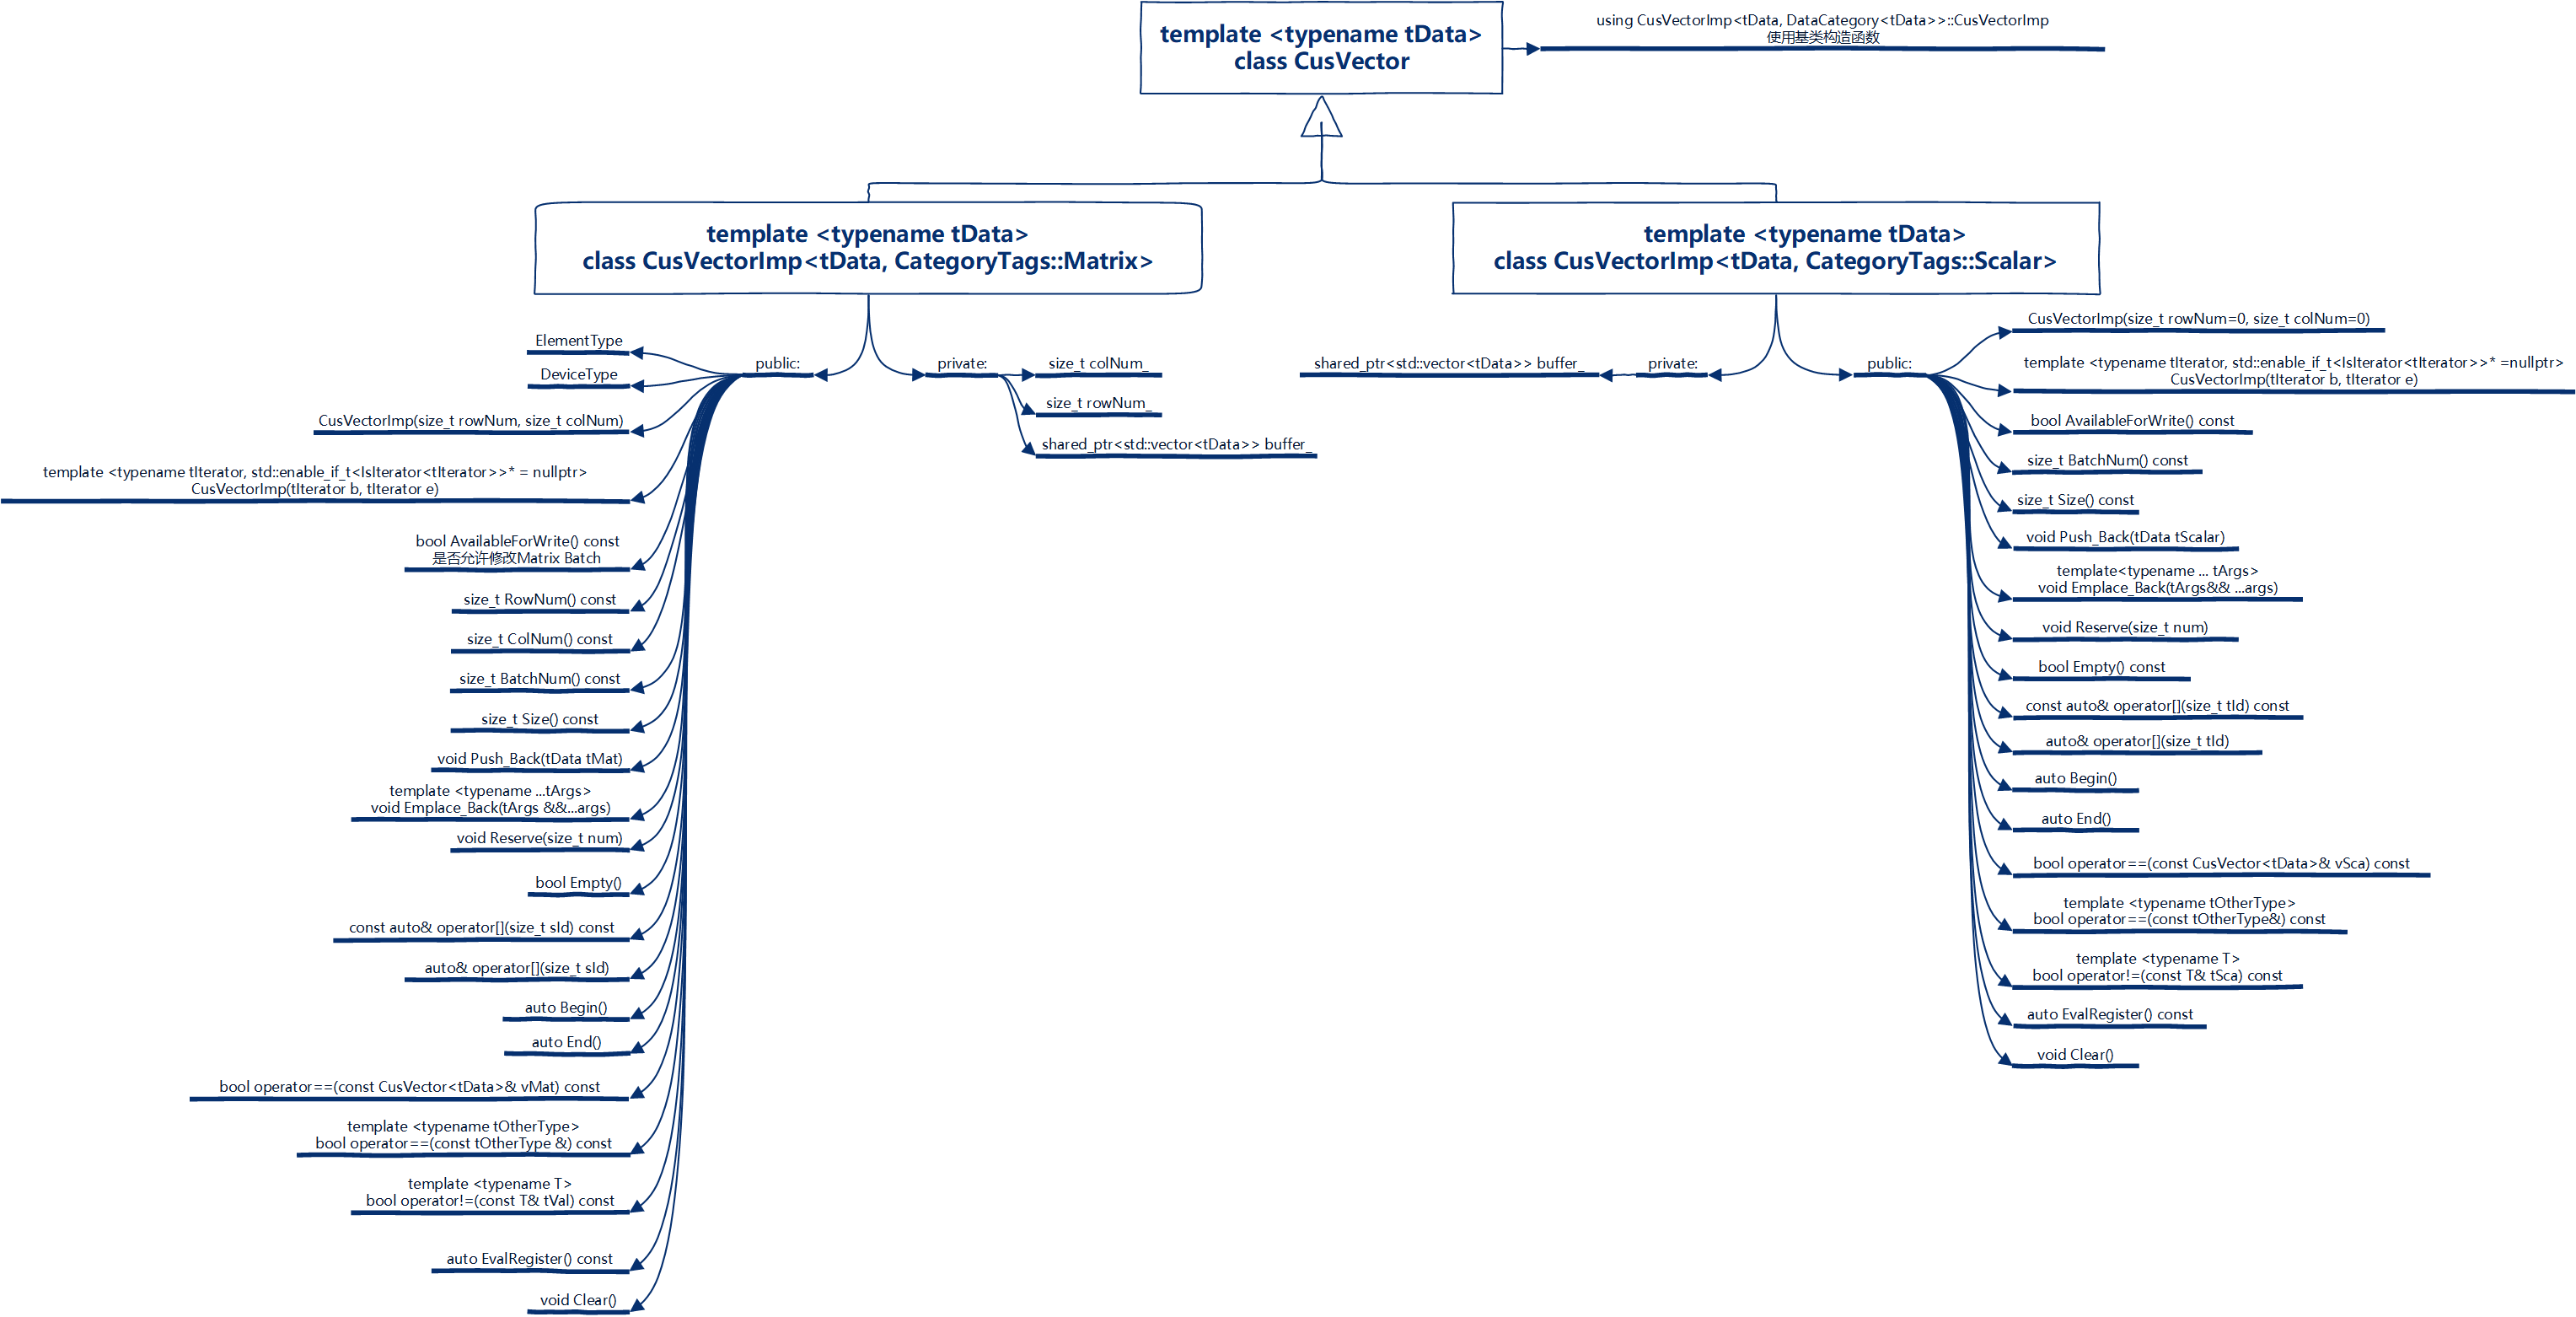 template <typename tData>
class CusVector
using CusVectorImp<tData, DataCategory<tData>>::CusVectorImp
使用基类构造函数
template <typename tData>
class CusVectorImp<tData, CategoryTags::Matrix>
public:
ElementType
DeviceType
CusVectorImp(size_t rowNum, size_t colNum)
template <typename tIterator, std::enable_if_t<IsIterator<tIterator>>* = nullptr>
CusVectorImp(tIterator b, tIterator e)
bool AvailableForWrite() const
是否允许修改Matrix Batch
size_t RowNum() const
size_t ColNum() const
size_t BatchNum() const
size_t Size() const
void Push_Back(tData tMat)
template <typename ...tArgs>
void Emplace_Back(tArgs &&...args)
void Reserve(size_t num)
bool Empty()
const auto& operator[](size_t sId) const
auto& operator[](size_t sId)
auto Begin()
auto End()
bool operator==(const CusVector<tData>& vMat) const
template <typename tOtherType>
bool operator==(const tOtherType &) const
template <typename T>
bool operator!=(const T& tVal) const
auto EvalRegister() const
void Clear()
private:
size_t colNum_
size_t rowNum_
shared_ptr<std::vector<tData>> buffer_
template <typename tData>
class CusVectorImp<tData, CategoryTags::Scalar>
private:
shared_ptr<std::vector<tData>> buffer_
public:
CusVectorImp(size_t rowNum=0, size_t colNum=0)
template <typename tIterator, std::enable_if_t<IsIterator<tIterator>>* =nullptr>
CusVectorImp(tIterator b, tIterator e)
bool AvailableForWrite() const
size_t BatchNum() const
size_t Size() const
void Push_Back(tData tScalar)
template<typename ... tArgs>
void Emplace_Back(tArgs&& ...args)
void Reserve(size_t num)
bool Empty() const
const auto& operator[](size_t tId) const
auto& operator[](size_t tId)
auto Begin()
auto End()
bool operator==(const CusVector<tData>& vSca) const
template <typename tOtherType>
bool operator==(const tOtherType&) const
template <typename T>
bool operator!=(const T& tSca) const
auto EvalRegister() const
void Clear()